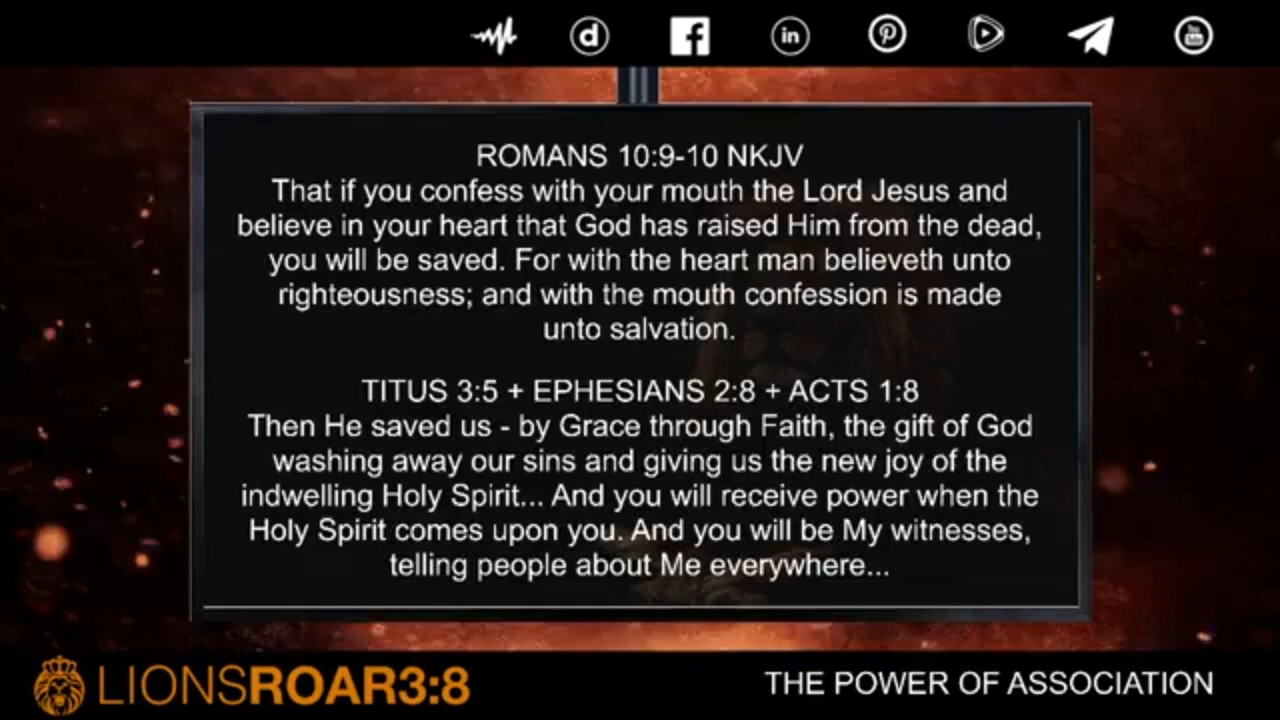 ROMANS 10:9-10 NKJV
That if you confess with your mouth the Lord Jesus and
believe in your heart that God has raised Him from the dead,
you will be saved. For with the heart man believeth unto
righteousness; and with the mouth confession is made
unto salvation.
TITUS 3:5 + EPHESIANS 2:8 + ACTS 1:8
Then He saved us - by Grace through Faith, the gift of God
washing away our sins and giving us the new joy of the
indwelling Holy Spirit... And you will receive power when the
Holy Spirit comes upon you. And you will be My witnesses,
telling people about Me everywhere...
LIONSROAR3:8
THE POWER OF ASSOCIATION